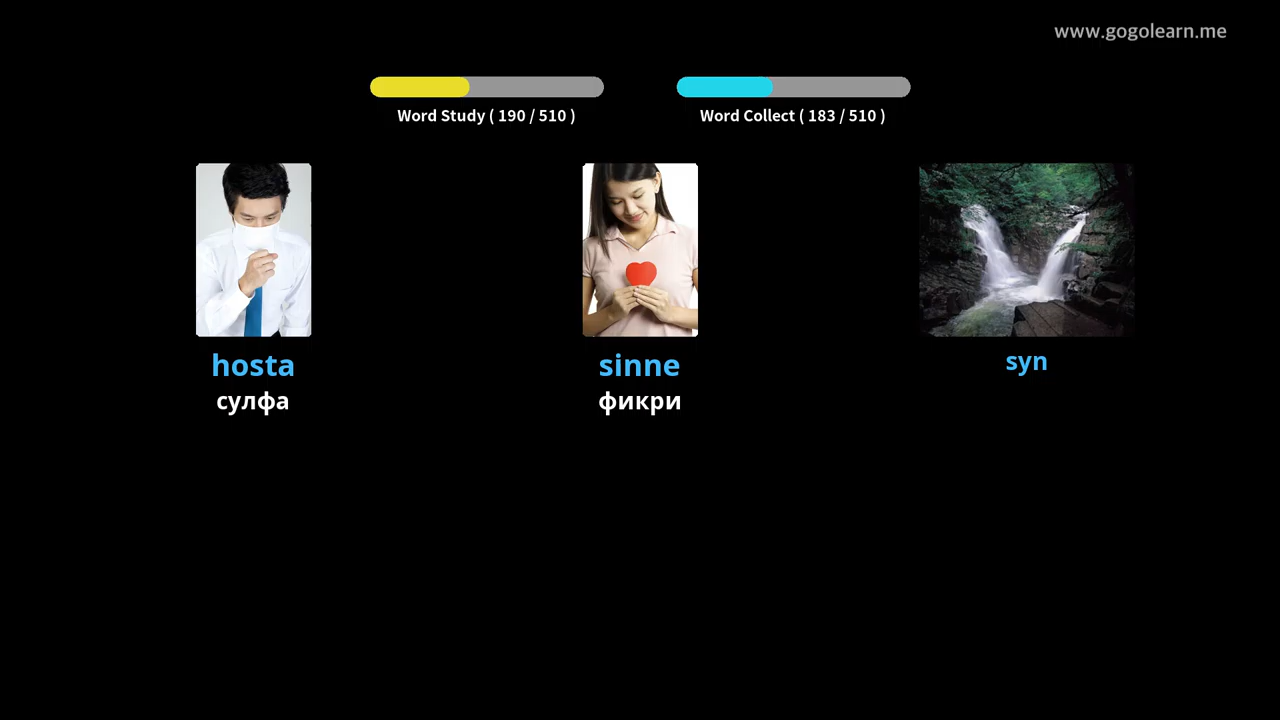 www.gogolearn.me
Word Study ( 190 / 510 )
Word Collect ( 183 / 510 )
hosta
сулфа
sinne
фикри
syn